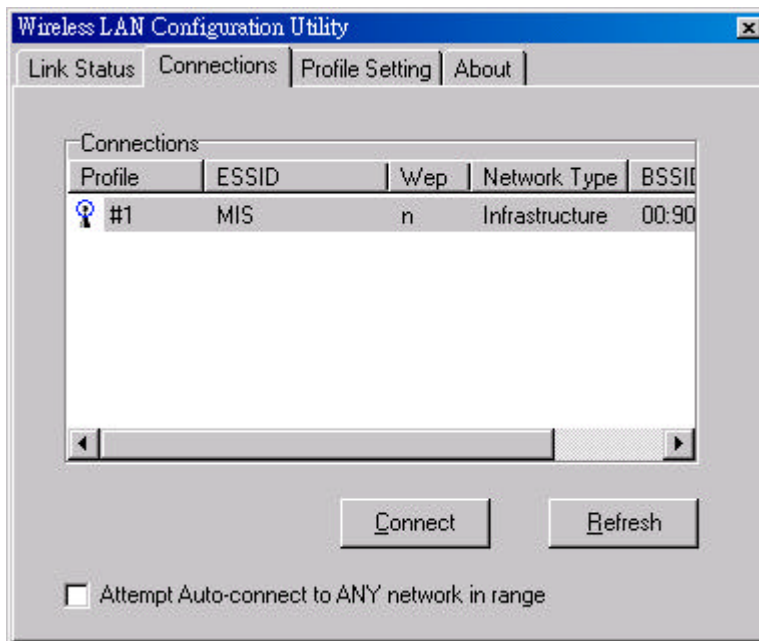 Wireless LAN Configuration Utility
Link Status Connections Profile Setting About
Connections
Profile ESSID Wep Network Type BSSID
#1 MIS n Infrastructure 00:90
Connect Refresh
Attempt Auto-connect to ANY network in range